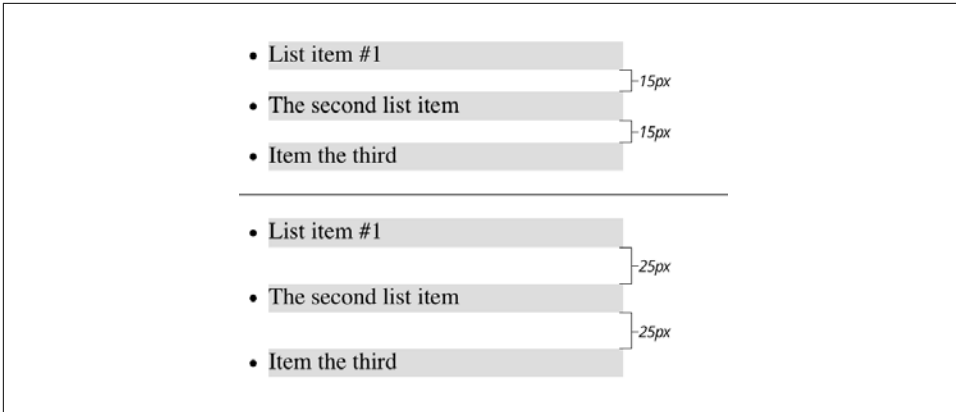 • List item #1
15px
• The second list item
15px
• Item the third
• List item #1
25px
• The second list item
25px
• Item the third